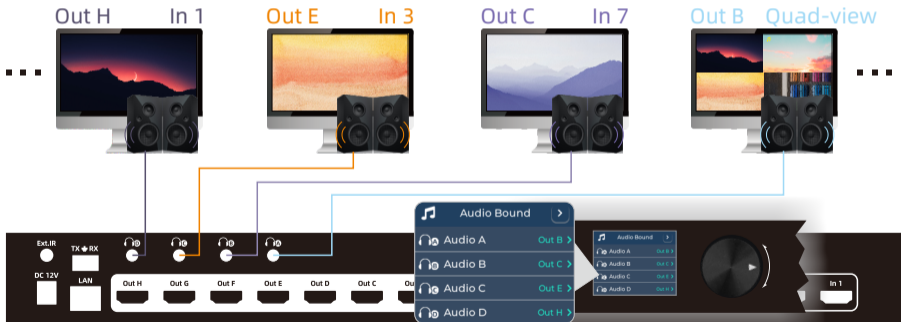 Out H In 1
Out E In 3
Out C In 7
Out B Quad-view
Ext.IR
TX RX
D
C
B
A
DC 12V
LAN
Out H
Out G
Out F
Out E
Out D
Out C
Audio Bound >
A Audio A Out B >
B Audio B Out C >
C Audio C Out E >
D Audio D Out H >
Audio Bound >
A Audio A Out B >
B Audio B Out C >
C Audio C Out E >
D Audio D Out H >
In 1